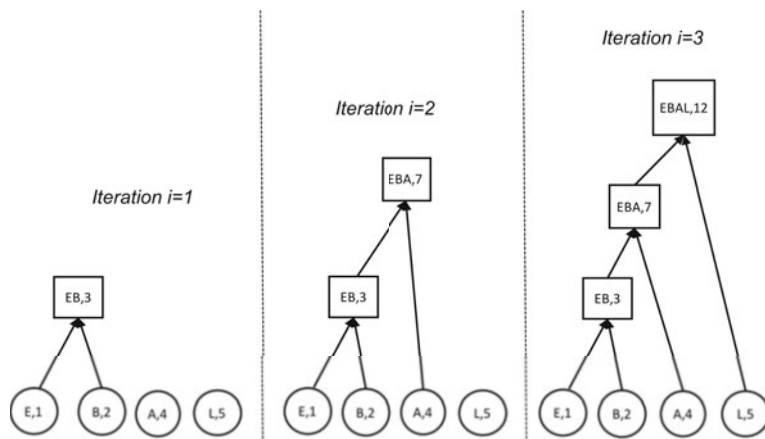 Iteration i=1
EB,3
E,1
B,2
A,4
L,5
Iteration i=2
EBA,7
EB,3
E,1
B,2
A,4
L,5
Iteration i=3
EBAL,12
EBA,7
EB,3
E,1
B,2
A,4
L,5